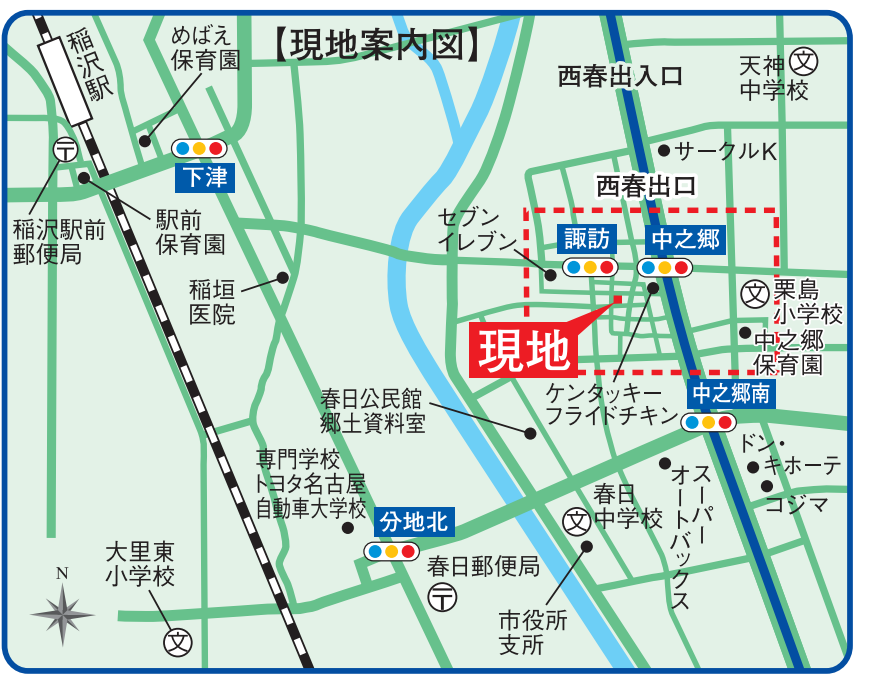 【現地案内図】
稲沢駅
めばえ
保育園
西春出入口
天神
中学校
文
下津
サークルK
西春出口
稲沢駅前
郵便局
駅前
保育園
セブン
イレブン
諏訪
中之郷
稲垣
医院
文
栗島
小学校
中之郷
保育園
現地
ケンタッキー
フライドチキン
中之郷南
春日公民館
郷土資料室
専門学校
トヨタ名古屋
自動車大学校
分地北
ドン・
キホーテ
コジマ
スーパー
オートバックス
文
春日
中学校
大里東
小学校
文
春日郵便局
市役所
支所
N